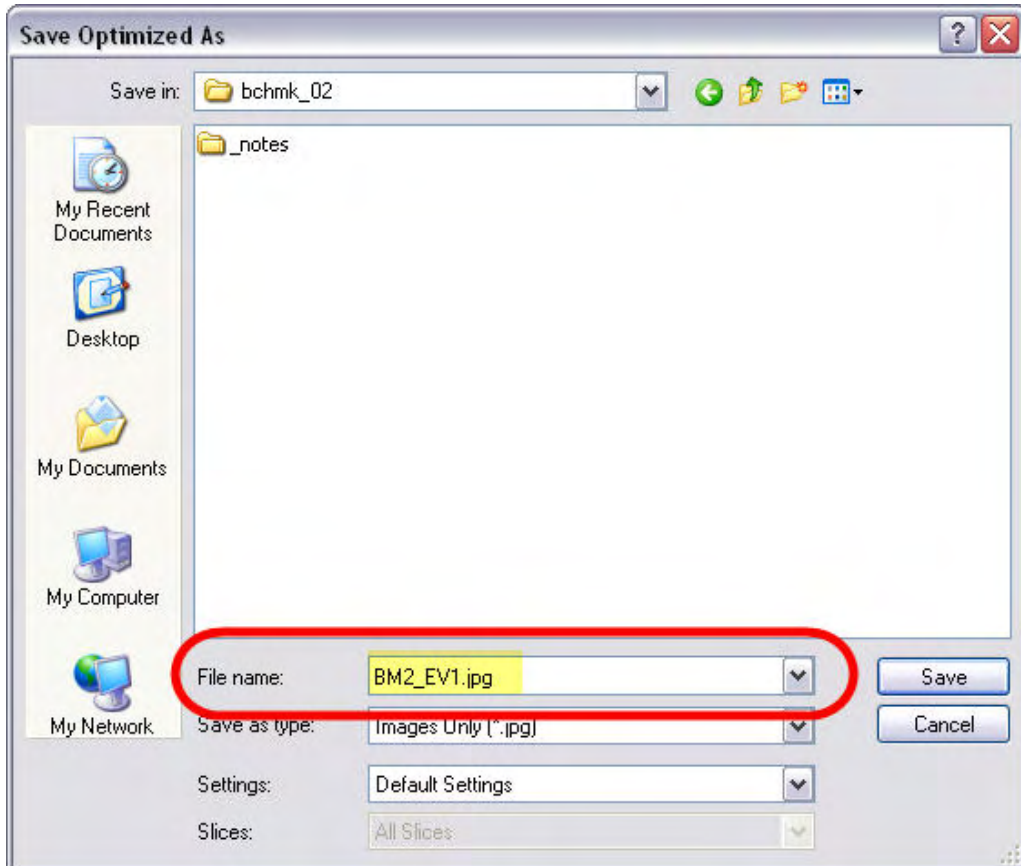 Save Optimized As
Save in: bchmk_02
_notes
My Recent
Documents
Desktop
My Documents
My Computer
My Network
File name: BM2_EV1.jpg Save
Save as type: Images Only (*.jpg) Cancel
Settings: Default Settings
Slices: All Slices